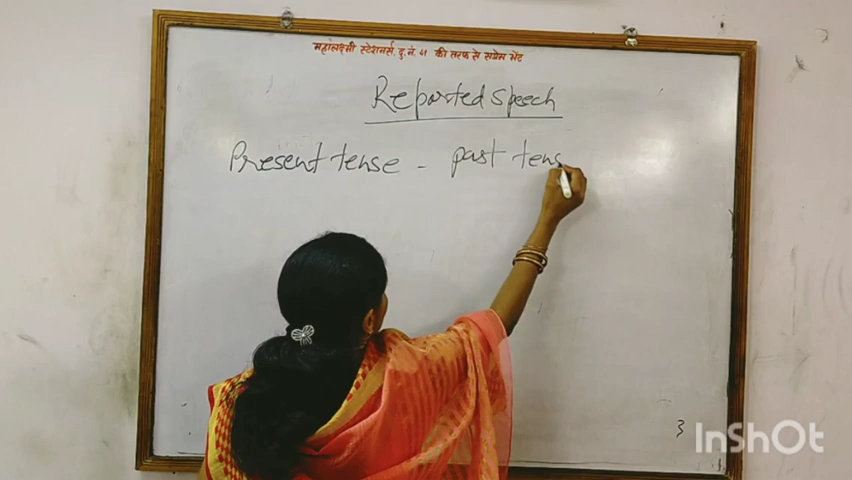 महालक्ष्मी स्टेशनर्स, दु.नं. 41 की तरफ से सप्रेम भेंट
Reported speech
Present tense - past tens
3
InShOt